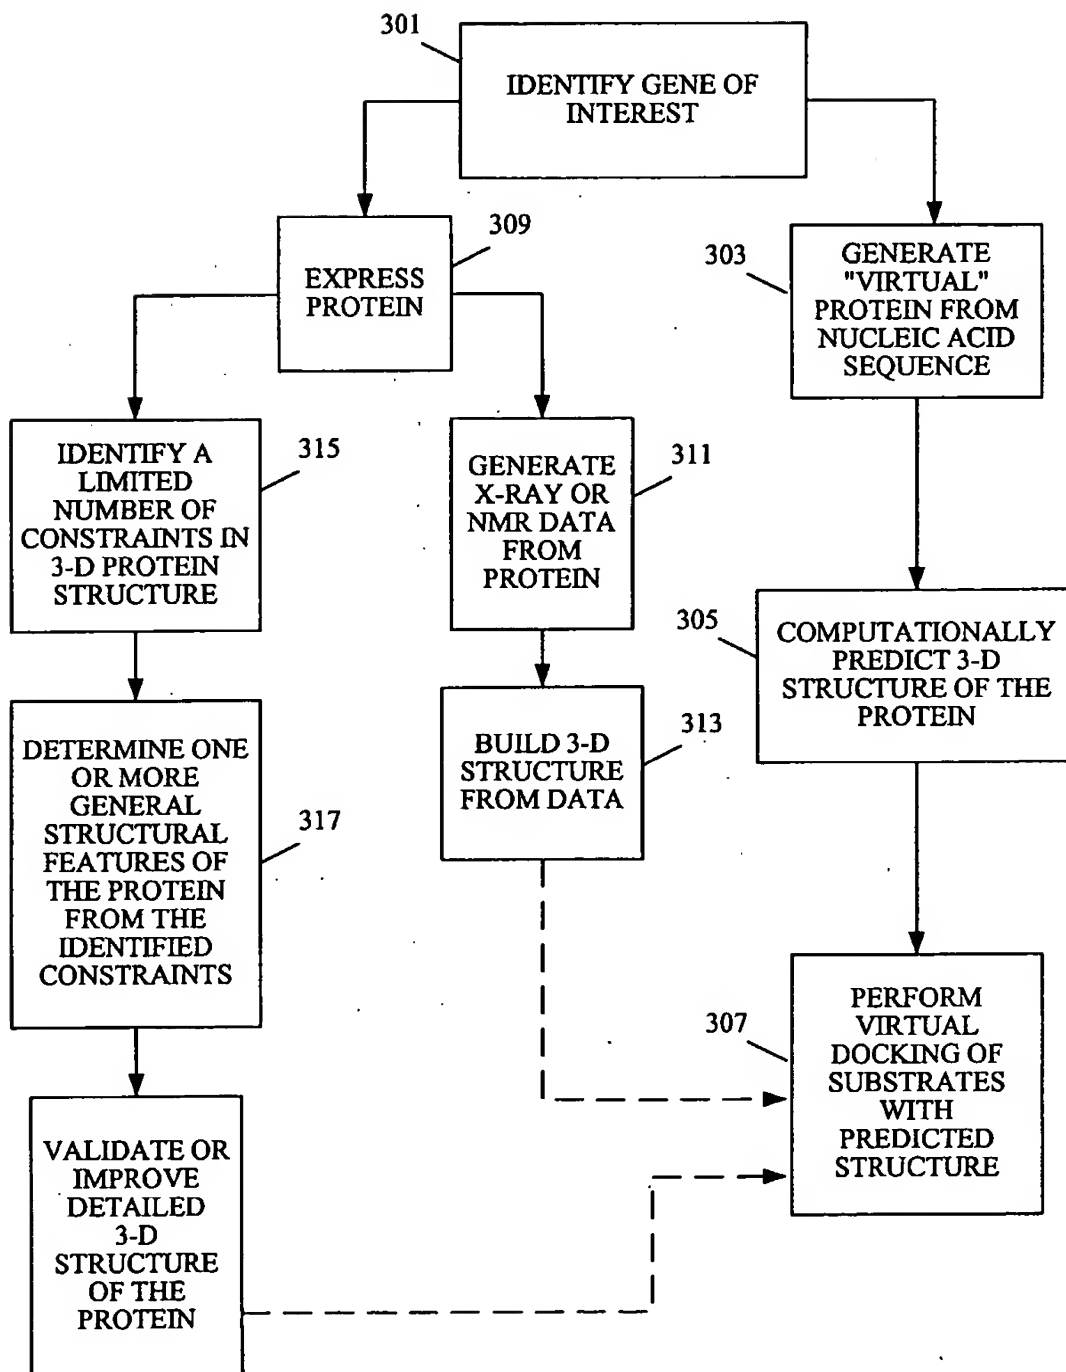 301
IDENTIFY GENE OF
INTEREST
309
EXPRESS
PROTEIN
303
GENERATE
"VIRTUAL"
PROTEIN FROM
NUCLEIC ACID
SEQUENCE
IDENTIFY A
LIMITED
NUMBER OF
CONSTRAINTS IN
3-D PROTEIN
STRUCTURE
315
GENERATE
X-RAY OR
NMR DATA
FROM
PROTEIN
311
305
COMPUTATIONALLY
PREDICT 3-D
STRUCTURE OF THE
PROTEIN
DETERMINE ONE
OR MORE
GENERAL
STRUCTURAL
FEATURES OF
THE PROTEIN
FROM THE
IDENTIFIED
CONSTRAINTS
317
BUILD 3-D
STRUCTURE
FROM DATA
313
307
PERFORM
VIRTUAL
DOCKING OF
SUBSTRATES
WITH
PREDICTED
STRUCTURE
VALIDATE OR
IMPROVE
DETAILED
3-D
STRUCTURE
OF THE
PROTEIN